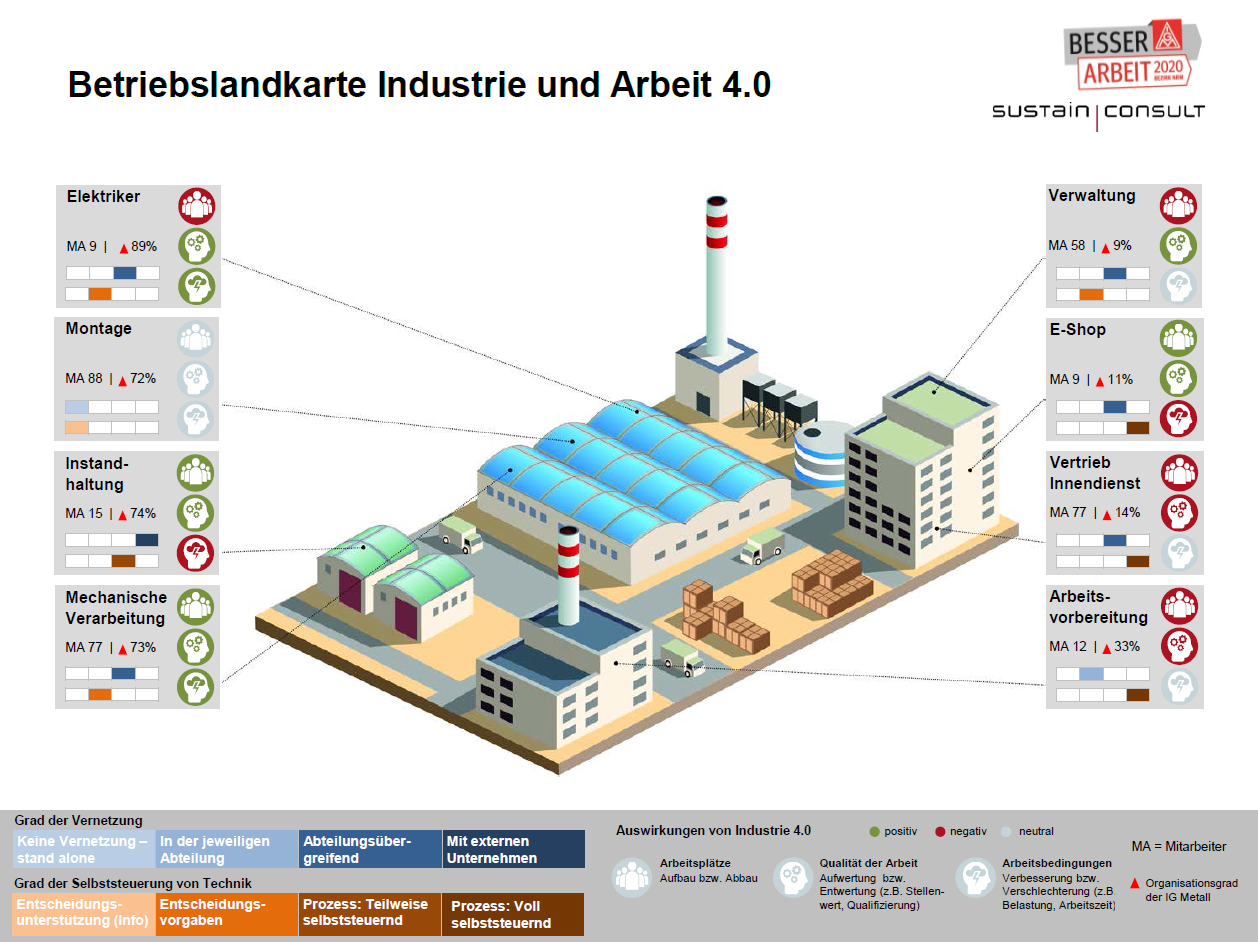 BESSER
ARBEIT 2020
BEZIRK NRW
Betriebslandkarte Industrie und Arbeit 4.0
sustain | consult
Elektriker
MA 9 | ▲ 89%
Montage
MA 88 | ▲ 72%
Instand-
haltung
MA 15 | ▲ 74%
Mechanische
Verarbeitung
MA 77 | ▲ 73%
Verwaltung
MA 58 | ▲ 9%
E-Shop
MA 9 | ▲ 11%
Vertrieb
Innendienst
MA 77 | ▲ 14%
Arbeits-
vorbereitung
MA 12 | ▲ 33%
Grad der Vernetzung
Keine Vernetzung –
stand alone
In der jeweiligen
Abteilung
Abteilungsüber-
greifend
Mit externen
Unternehmen
Grad der Selbststeuerung von Technik
Entscheidungs-
unterstützung (Info)
Entscheidungs-
vorgaben
Prozess: Teilweise
selbststeuernd
Prozess: Voll
selbststeuernd
Auswirkungen von Industrie 4.0
positiv
negativ
neutral
Arbeitsplätze
Aufbau bzw. Abbau
Qualität der Arbeit
Aufwertung bzw.
Entwertung (z.B. Stellen-
wert, Qualifizierung)
Arbeitsbedingungen
Verbesserung bzw.
Verschlechterung (z.B.
Belastung, Arbeitszeit)
MA = Mitarbeiter
▲ Organisationsgrad
der IG Metall